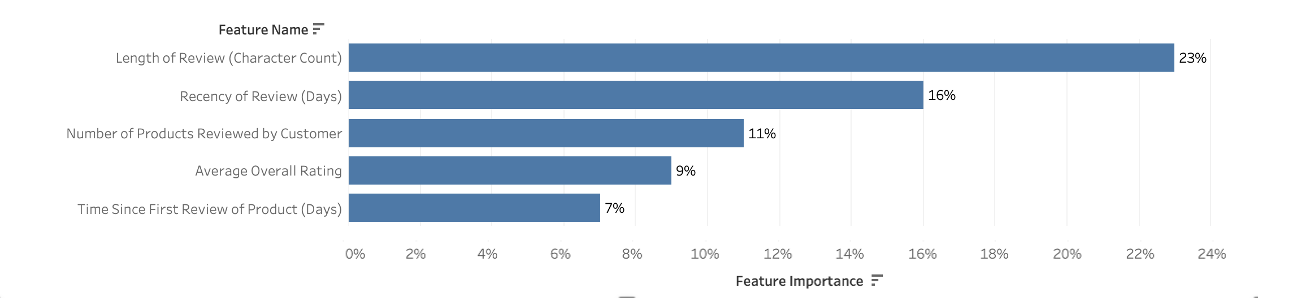 Feature Name
Length of Review (Character Count) 23%
Recency of Review (Days) 16%
Number of Products Reviewed by Customer 11%
Average Overall Rating 9%
Time Since First Review of Product (Days) 7%
0% 2% 4% 6% 8% 10% 12% 14% 16% 18% 20% 22% 24%
Feature Importance